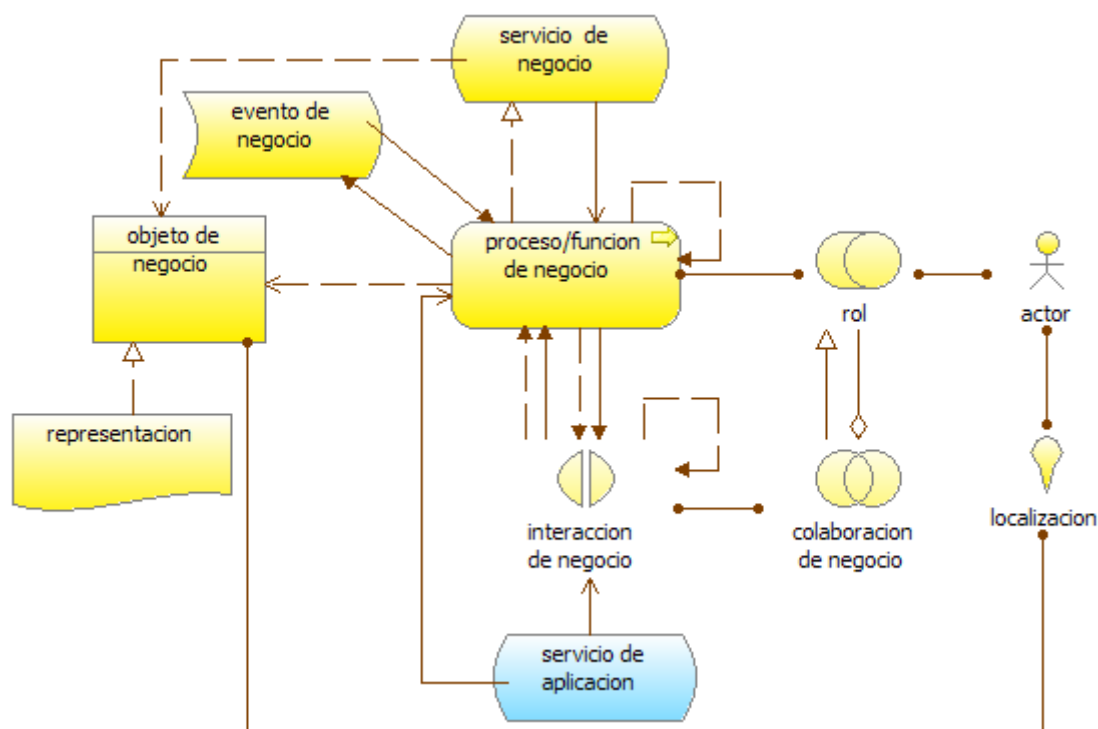 servicio de
negocio
evento de
negocio
objeto de
negocio
proceso/funcion
de negocio
rol
actor
representacion
interaccion
de negocio
colaboracion
de negocio
localizacion
servicio de
aplicacion